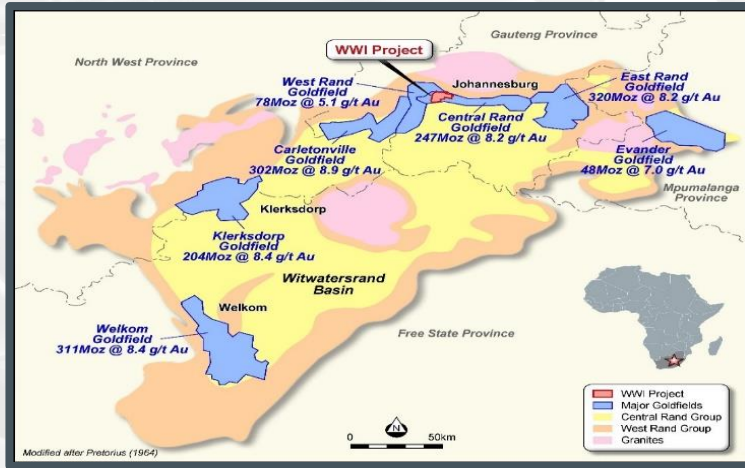 Gauteng Province
WWI Project
North West Province
West Rand
Goldfield
78Moz @ 5.1 g/t Au
Johannesburg
East Rand
Goldfield
320Moz @ 8.2 g/t Au
Central Rand
Goldfield
247Moz @ 8.2 g/t Au
Carletonville
Goldfield
302Moz @ 8.9 g/t Au
Evander
Goldfield
48Moz @ 7.0 g/t Au
Mpumalanga
Province
Klerksdorp
Klerksdorp
Goldfield
204Moz @ 8.4 g/t Au
Witwatersrand
Basin
Welkom
Welkom
Goldfield
311Moz @ 8.4 g/t Au
Free State Province
WWI Project
Major Goldfields
Central Rand Group
West Rand Group
Granites
N
0 50km
Modified after Pretorius (1964)